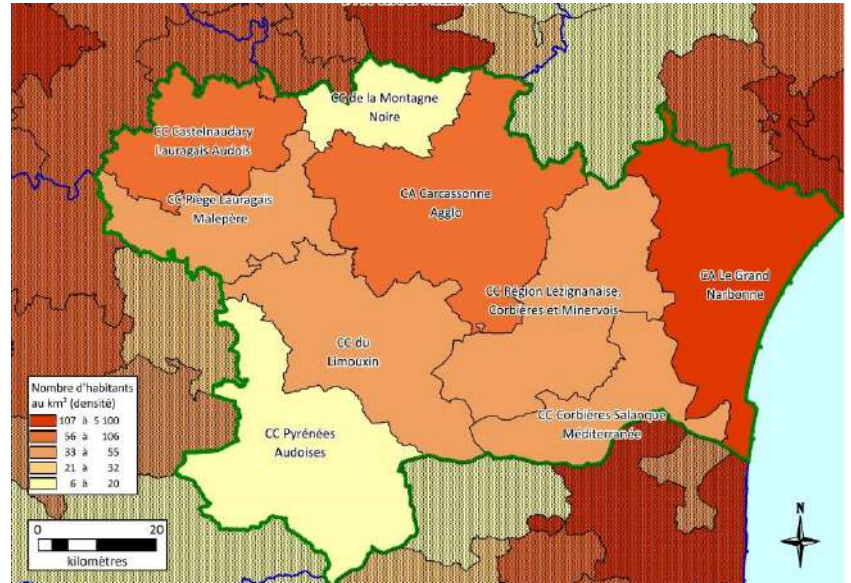 CC de la Montagne
Noire
CC Castelnaudary
Lauragais Audois
CC Piège Lauragais
Malepère
CA Carcassonne
Agglo
CA Le Grand
Narbonne
CC Région Lézignanaise,
Corbières et Minervois
CC du
Limouxin
CC Corbières Salanque
Méditerranée
CC Pyrénées
Audoises
Nombre d'habitants
au km² (densité)
107 à 5 100
56 à 106
33 à 55
21 à 32
6 à 20
0 20
kilomètres
N